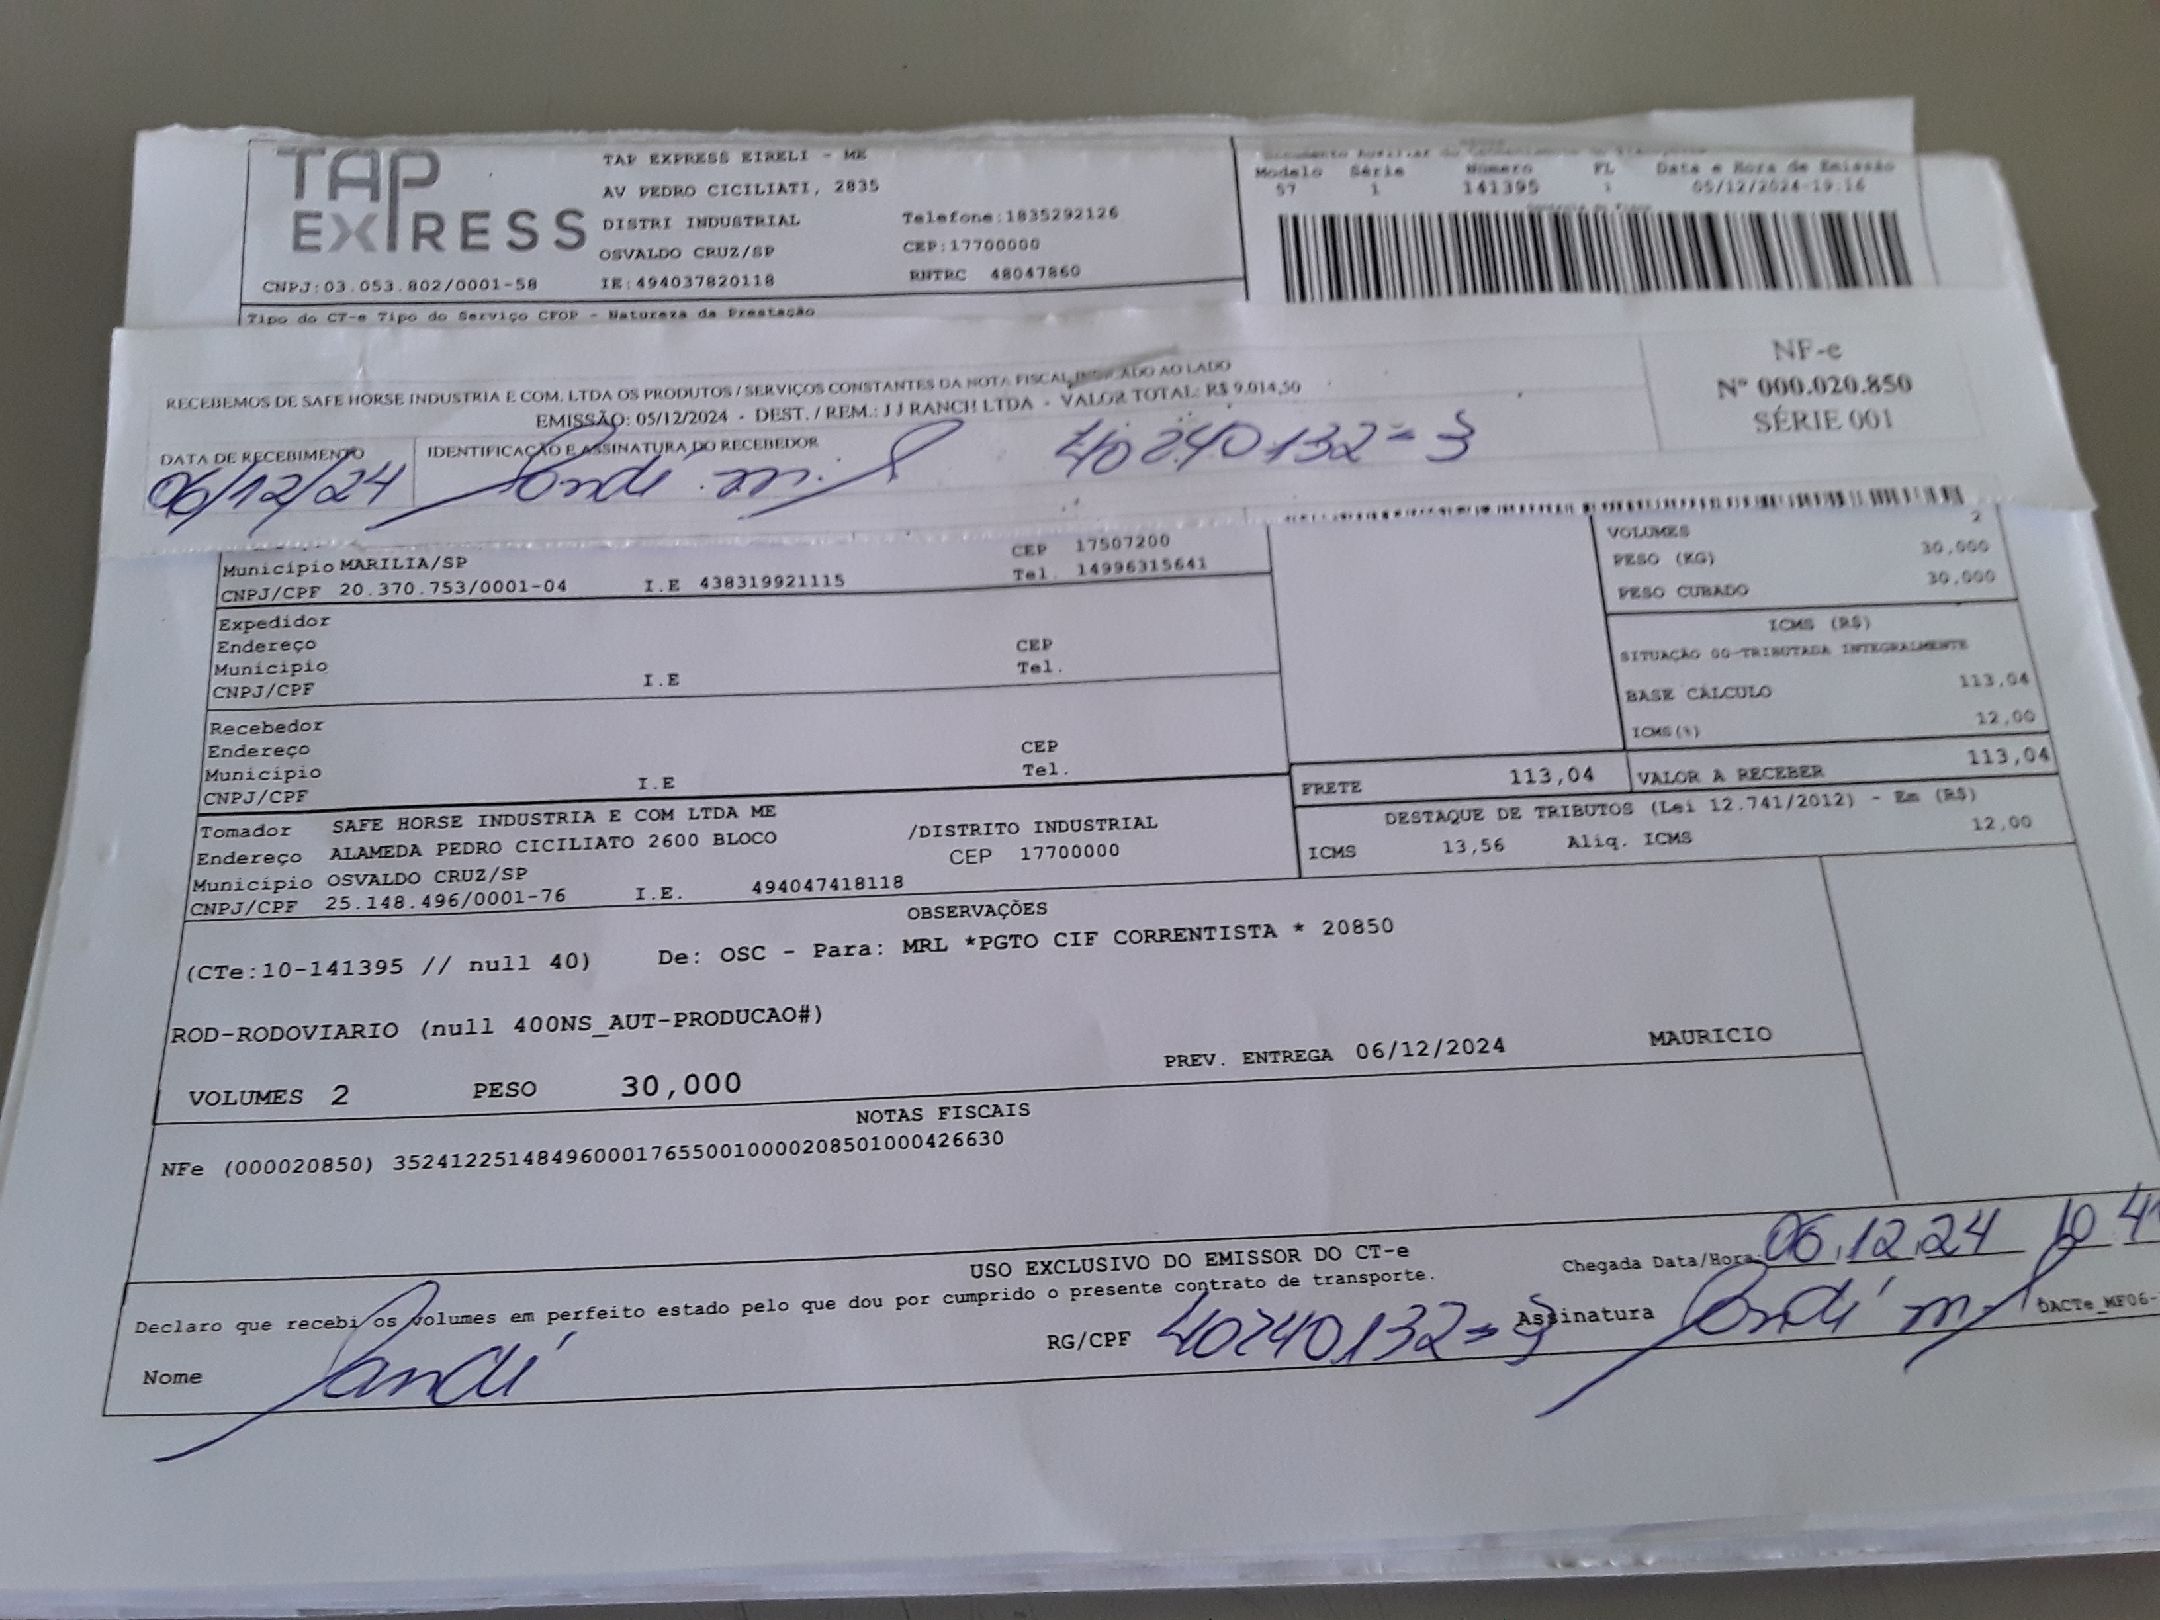 TAP
EXPRESS
TAP EXPRESS EIRELI - ME
AV PEDRO CICILIATI, 2835
DISTRI INDUSTRIAL
Telefone:1835292126
OSVALDO CRUZ/SP
CEP:17700000
CNPJ:03.053.802/0001-58
IE:494037820118
RNTRC 48047860
Modelo Série Número FL Data e Hora de Emissão
57 1 141395 1 05/12/2024-19:16
Tipo do CT-e Tipo do Serviço CFOP - Natureza da Prestação
RECEBEMOS DE SAFE HORSE INDUSTRIA E COM. LTDA OS PRODUTOS / SERVIÇOS CONSTANTES DA NOTA FISCAL INDICADO AO LADO
EMISSÃO: 05/12/2024 - DEST. / REM.: J J RANCH LTDA - VALOR TOTAL: R$ 9.014,50
NF-e
Nº 000.020.850
SÉRIE 001
DATA DE RECEBIMENTO
IDENTIFICAÇÃO E ASSINATURA DO RECEBEDOR
06/12/24
40240132-3
Município MARILIA/SP CEP 17507200
CNPJ/CPF 20.370.753/0001-04 I.E 438319921115 Tel. 14996315641
VOLUMES 2
PESO (KG) 30,000
PESO CUBADO 30,000
Expedidor
Endereço CEP
Município Tel.
CNPJ/CPF I.E
ICMS (R$)
SITUAÇÃO 00-TRIBUTADA INTEGRALMENTE
BASE CÁLCULO 113,04
ICMS(%) 12,00
Recebedor
Endereço CEP
Município Tel.
CNPJ/CPF I.E
FRETE 113,04 VALOR A RECEBER 113,04
Tomador SAFE HORSE INDUSTRIA E COM LTDA ME
Endereço ALAMEDA PEDRO CICILIATO 2600 BLOCO /DISTRITO INDUSTRIAL
Município OSVALDO CRUZ/SP CEP 17700000
CNPJ/CPF 25.148.496/0001-76 I.E. 494047418118
DESTAQUE DE TRIBUTOS (Lei 12.741/2012) - Em (R$)
ICMS 13,56 Aliq. ICMS 12,00
OBSERVAÇÕES
(CTe:10-141395 // null 40) De: OSC - Para: MRL *PGTO CIF CORRENTISTA * 20850
ROD-RODOVIARIO (null 400NS_AUT-PRODUCAO#)
VOLUMES 2 PESO 30,000 PREV. ENTREGA 06/12/2024 MAURICIO
NOTAS FISCAIS
NFe (000020850) 35241225148496000176550010000208501000426630
USO EXCLUSIVO DO EMISSOR DO CT-e
Chegada Data/Hora 06.12.24
Declaro que recebi os volumes em perfeito estado pelo que dou por cumprido o presente contrato de transporte.
Nome
RG/CPF 40240132-3
Assinatura
DACTe_MF06-